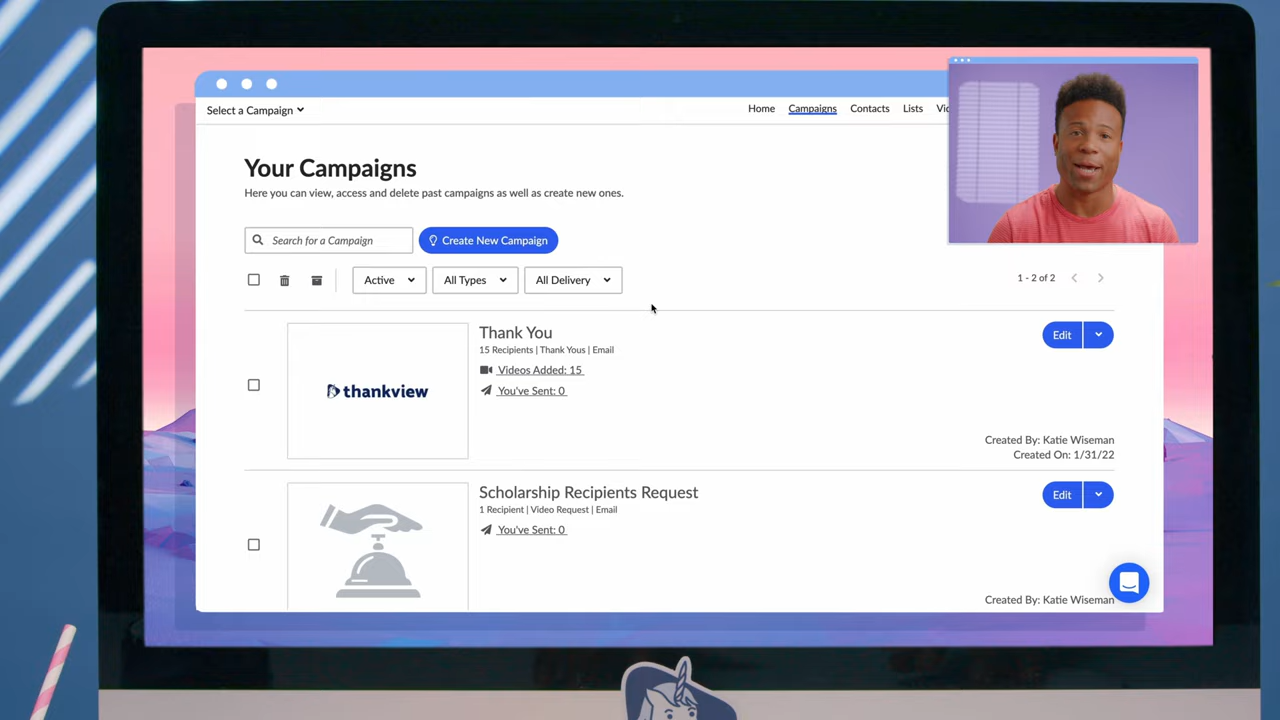 Select a Campaign
Home Campaigns Contacts Lists
Your Campaigns
Here you can view, access and delete past campaigns as well as create new ones.
Search for a Campaign
Create New Campaign
Active All Types All Delivery
1 - 2 of 2
thankview
Thank You
15 Recipients | Thank Yous | Email
Videos Added: 15
You've Sent: 0
Edit
Created By: Katie Wiseman
Created On: 1/31/22
Scholarship Recipients Request
1 Recipient | Video Request | Email
You've Sent: 0
Edit
Created By: Katie Wiseman